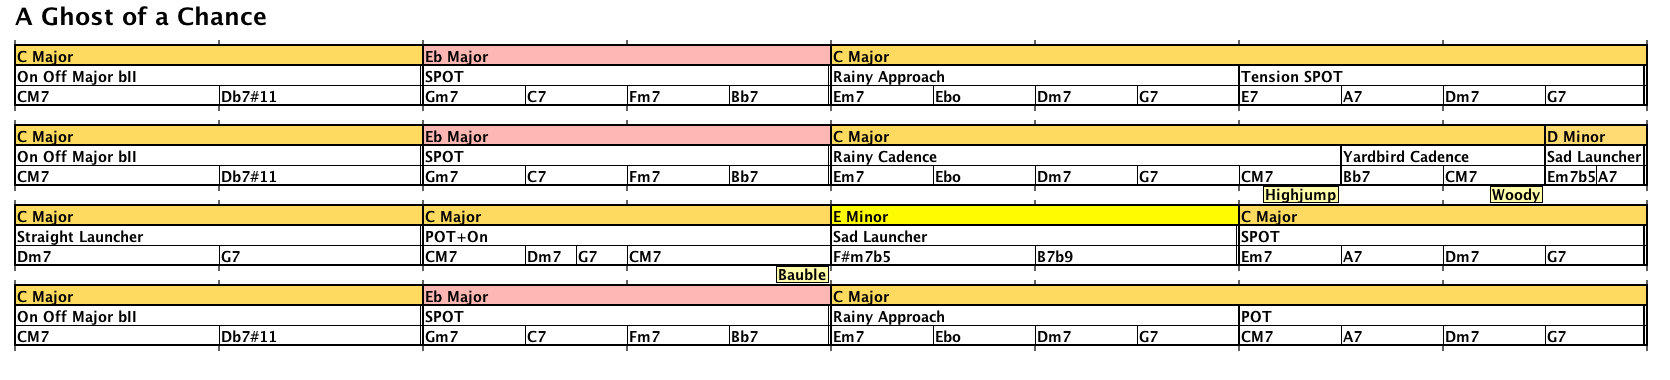 A Ghost of a Chance
C Major Eb Major C Major
On Off Major bII SPOT Rainy Approach Tension SPOT
CM7 Db7#11 Gm7 C7 Fm7 Bb7 Em7 Ebo Dm7 G7 E7 A7 Dm7 G7
C Major Eb Major C Major D Minor
On Off Major bII SPOT Rainy Cadence Yardbird Cadence Sad Launcher
CM7 Db7#11 Gm7 C7 Fm7 Bb7 Em7 Ebo Dm7 G7 CM7 Bb7 CM7 Em7b5 A7
Highjump Woody
C Major C Major E Minor C Major
Straight Launcher POT+On Sad Launcher SPOT
Dm7 G7 CM7 Dm7 G7 CM7 F#m7b5 B7b9 Em7 A7 Dm7 G7
Bauble
C Major Eb Major C Major
On Off Major bII SPOT Rainy Approach POT
CM7 Db7#11 Gm7 C7 Fm7 Bb7 Em7 Ebo Dm7 G7 CM7 A7 Dm7 G7